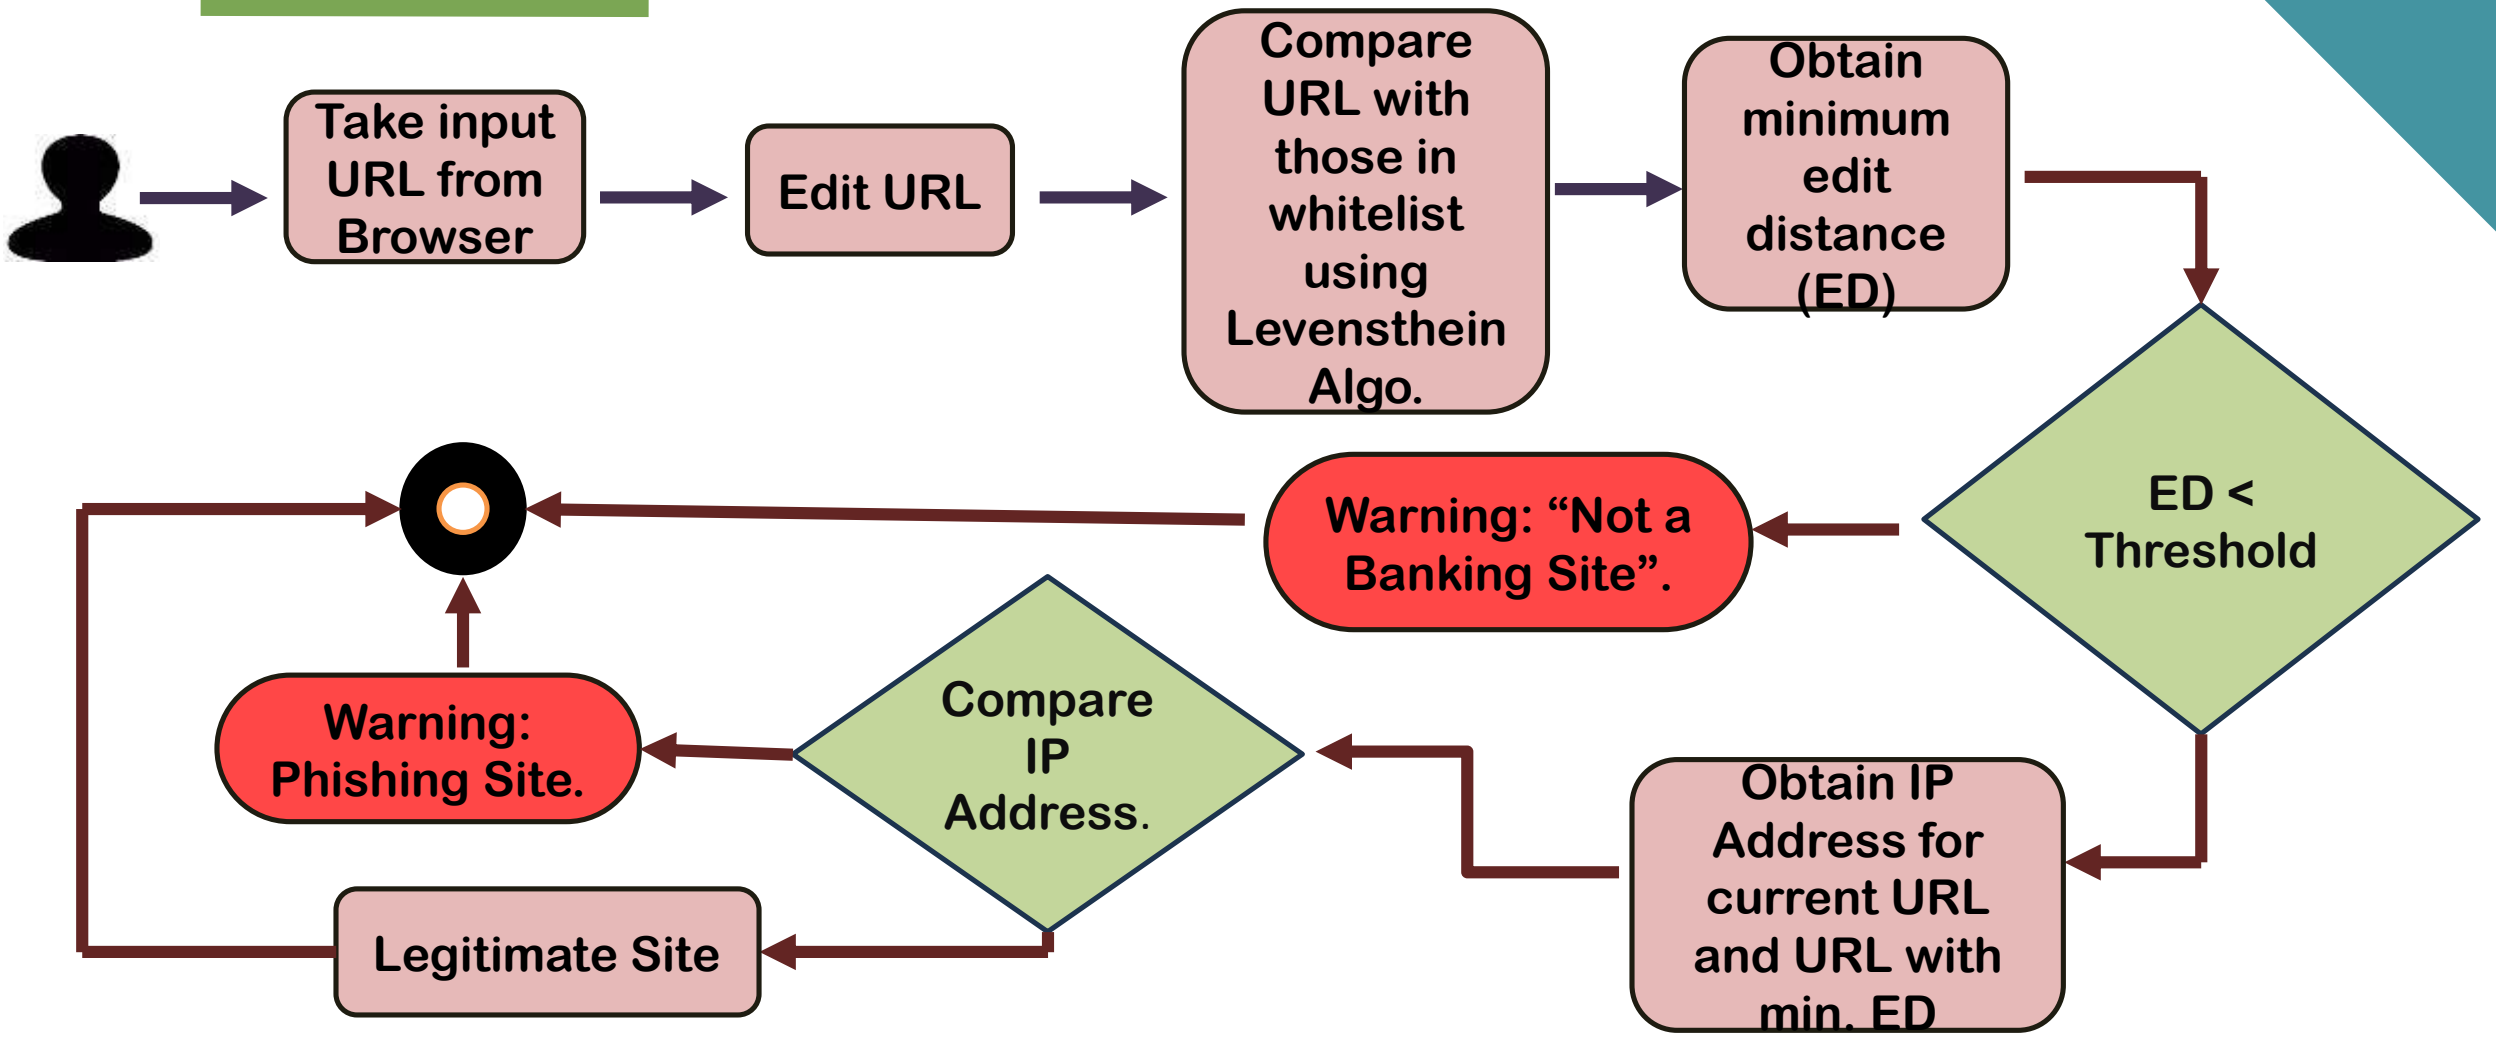 Take input
URL from
Browser
Edit URL
Compare
URL with
those in
whitelist
using
Levensthein
Algo.
Obtain
minimum
edit
distance
(ED)
ED <
Threshold
Warning: “Not a
Banking Site”.
Obtain IP
Address for
current URL
and URL with
min. ED
Compare
IP
Address.
Warning:
Phishing Site.
Legitimate Site